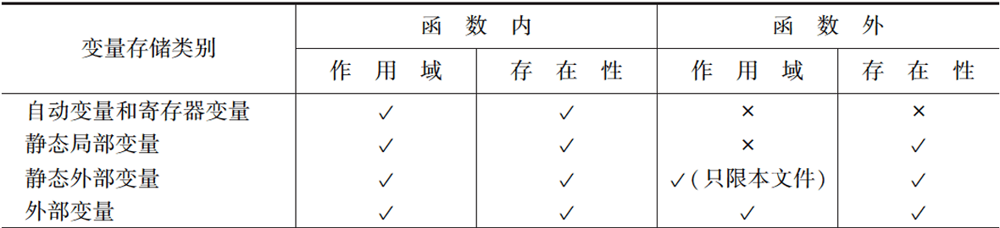 变量存储类别 函数内 函数外
作用域 存在性 作用域 存在性
自动变量和寄存器变量 ✓ ✓ × ×
静态局部变量 ✓ ✓ × ✓
静态外部变量 ✓ ✓ ✓(只限本文件) ✓
外部变量 ✓ ✓ ✓ ✓